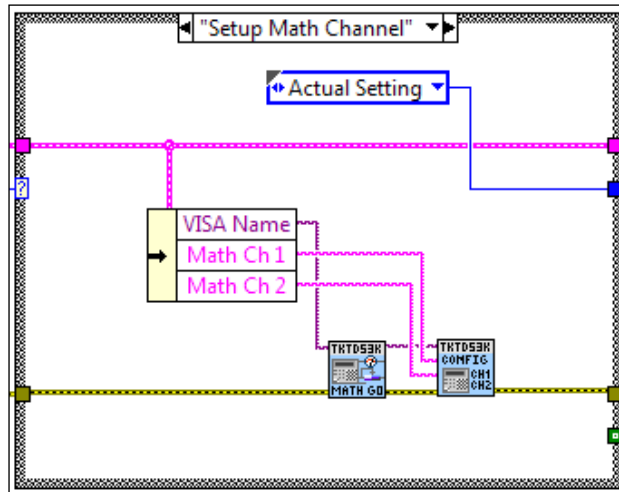 "Setup Math Channel"
Actual Setting
?
VISA Name
Math Ch 1
Math Ch 2
TKTDS3K
MATH GO
TKTDS3K
CONFIG
CH1
CH2